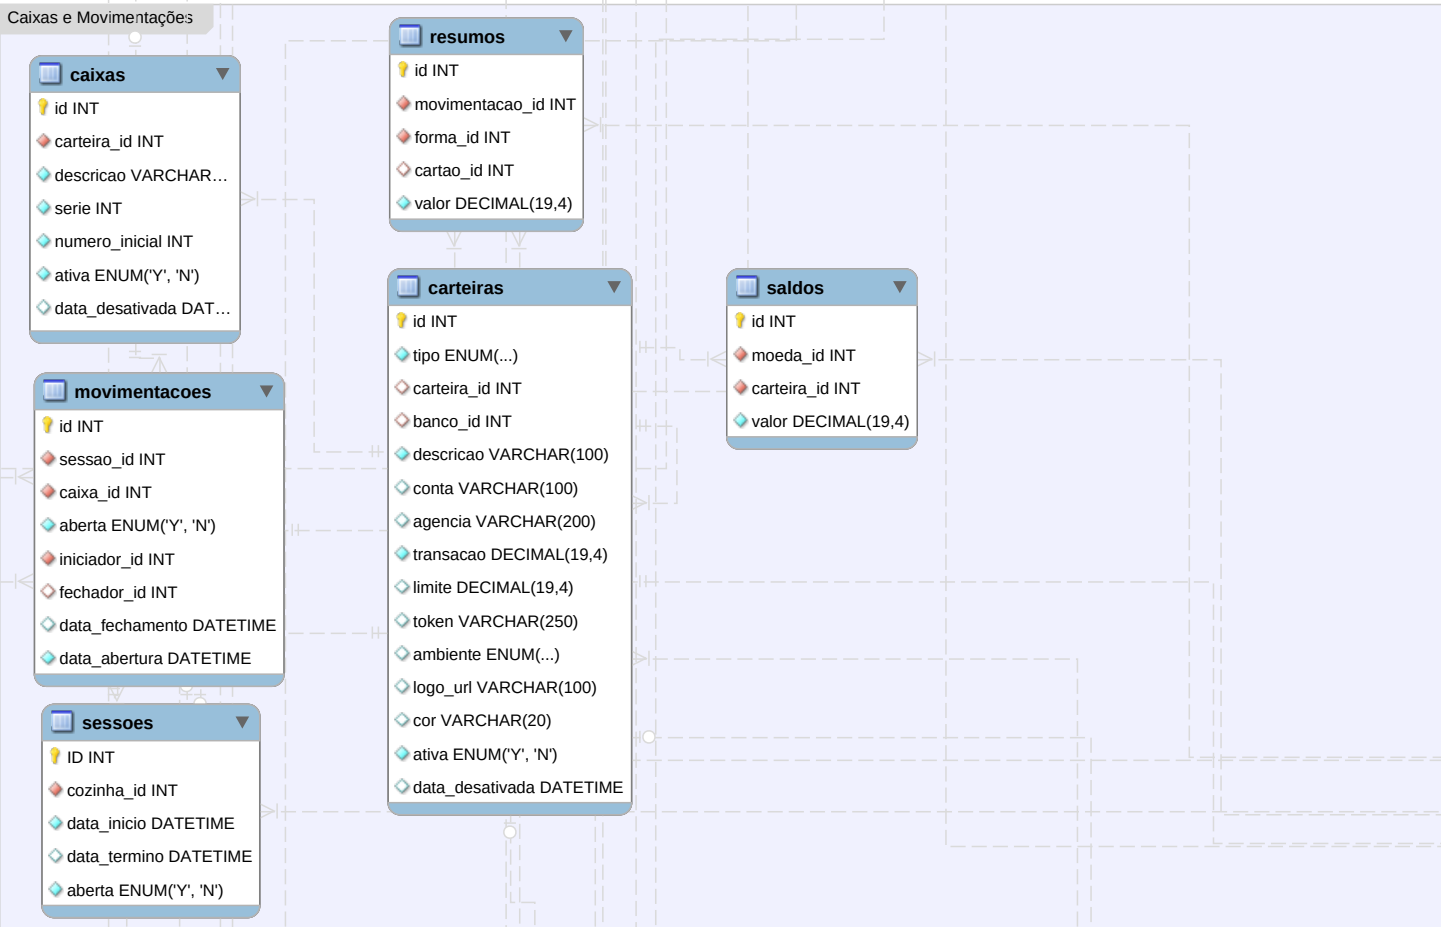 Caixas e Movimentações
caixas
id INT
carteira_id INT
descricao VARCHAR…
serie INT
numero_inicial INT
ativa ENUM('Y', 'N')
data_desativada DAT…
movimentacoes
id INT
sessao_id INT
caixa_id INT
aberta ENUM('Y', 'N')
iniciador_id INT
fechador_id INT
data_fechamento DATETIME
data_abertura DATETIME
sessoes
ID INT
cozinha_id INT
data_inicio DATETIME
data_termino DATETIME
aberta ENUM('Y', 'N')
resumos
id INT
movimentacao_id INT
forma_id INT
cartao_id INT
valor DECIMAL(19,4)
carteiras
id INT
tipo ENUM(...)
carteira_id INT
banco_id INT
descricao VARCHAR(100)
conta VARCHAR(100)
agencia VARCHAR(200)
transacao DECIMAL(19,4)
limite DECIMAL(19,4)
token VARCHAR(250)
ambiente ENUM(...)
logo_url VARCHAR(100)
cor VARCHAR(20)
ativa ENUM('Y', 'N')
data_desativada DATETIME
saldos
id INT
moeda_id INT
carteira_id INT
valor DECIMAL(19,4)